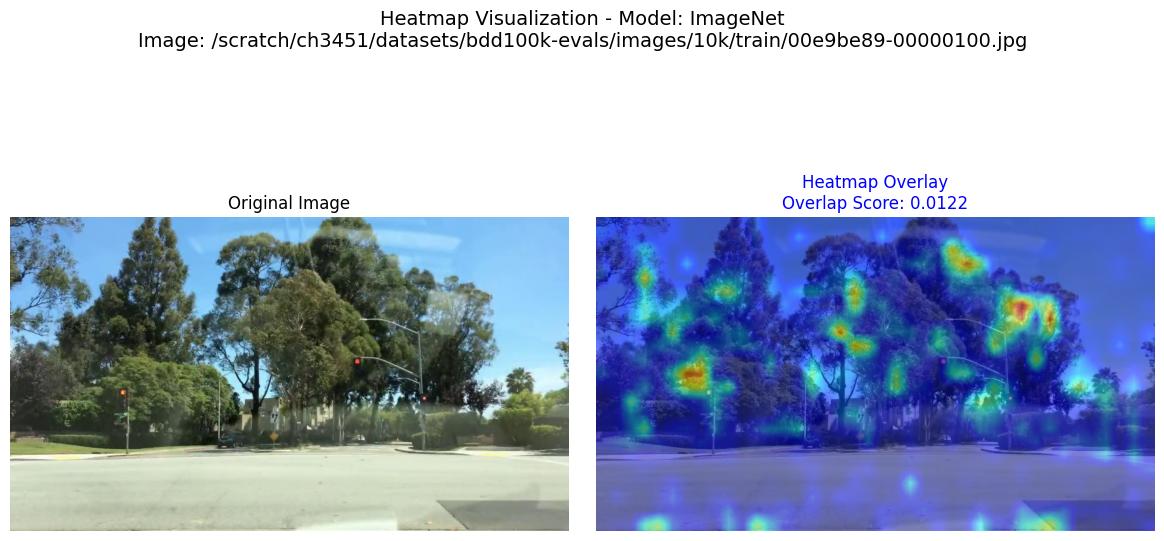 Heatmap Visualization - Model: ImageNet
Image: /scratch/ch3451/datasets/bdd100k-evals/images/10k/train/00e9be89-00000100.jpg
Original Image
Heatmap Overlay
Overlap Score: 0.0122